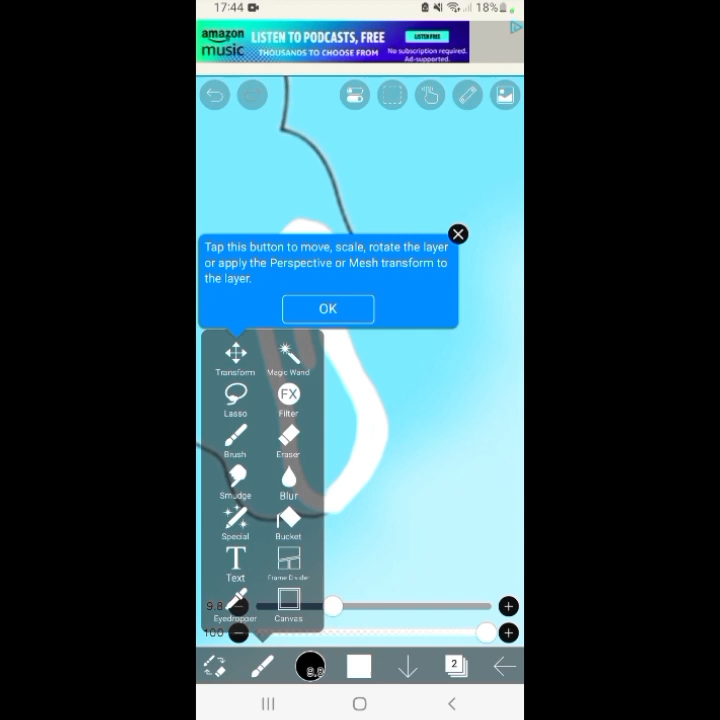 17:44
18%
amazon music
LISTEN TO PODCASTS, FREE
THOUSANDS TO CHOOSE FROM
LISTEN FREE
No subscription required.
Ad-supported.
Tap this button to move, scale, rotate the layer
or apply the Perspective or Mesh transform to
the layer.
OK
Transform
Magic Wand
Lasso
FX
Filter
Brush
Eraser
Smudge
Blur
Special
Bucket
T
Text
Frame Divider
Eyedropper
Canvas
9.8
100
9.8
2